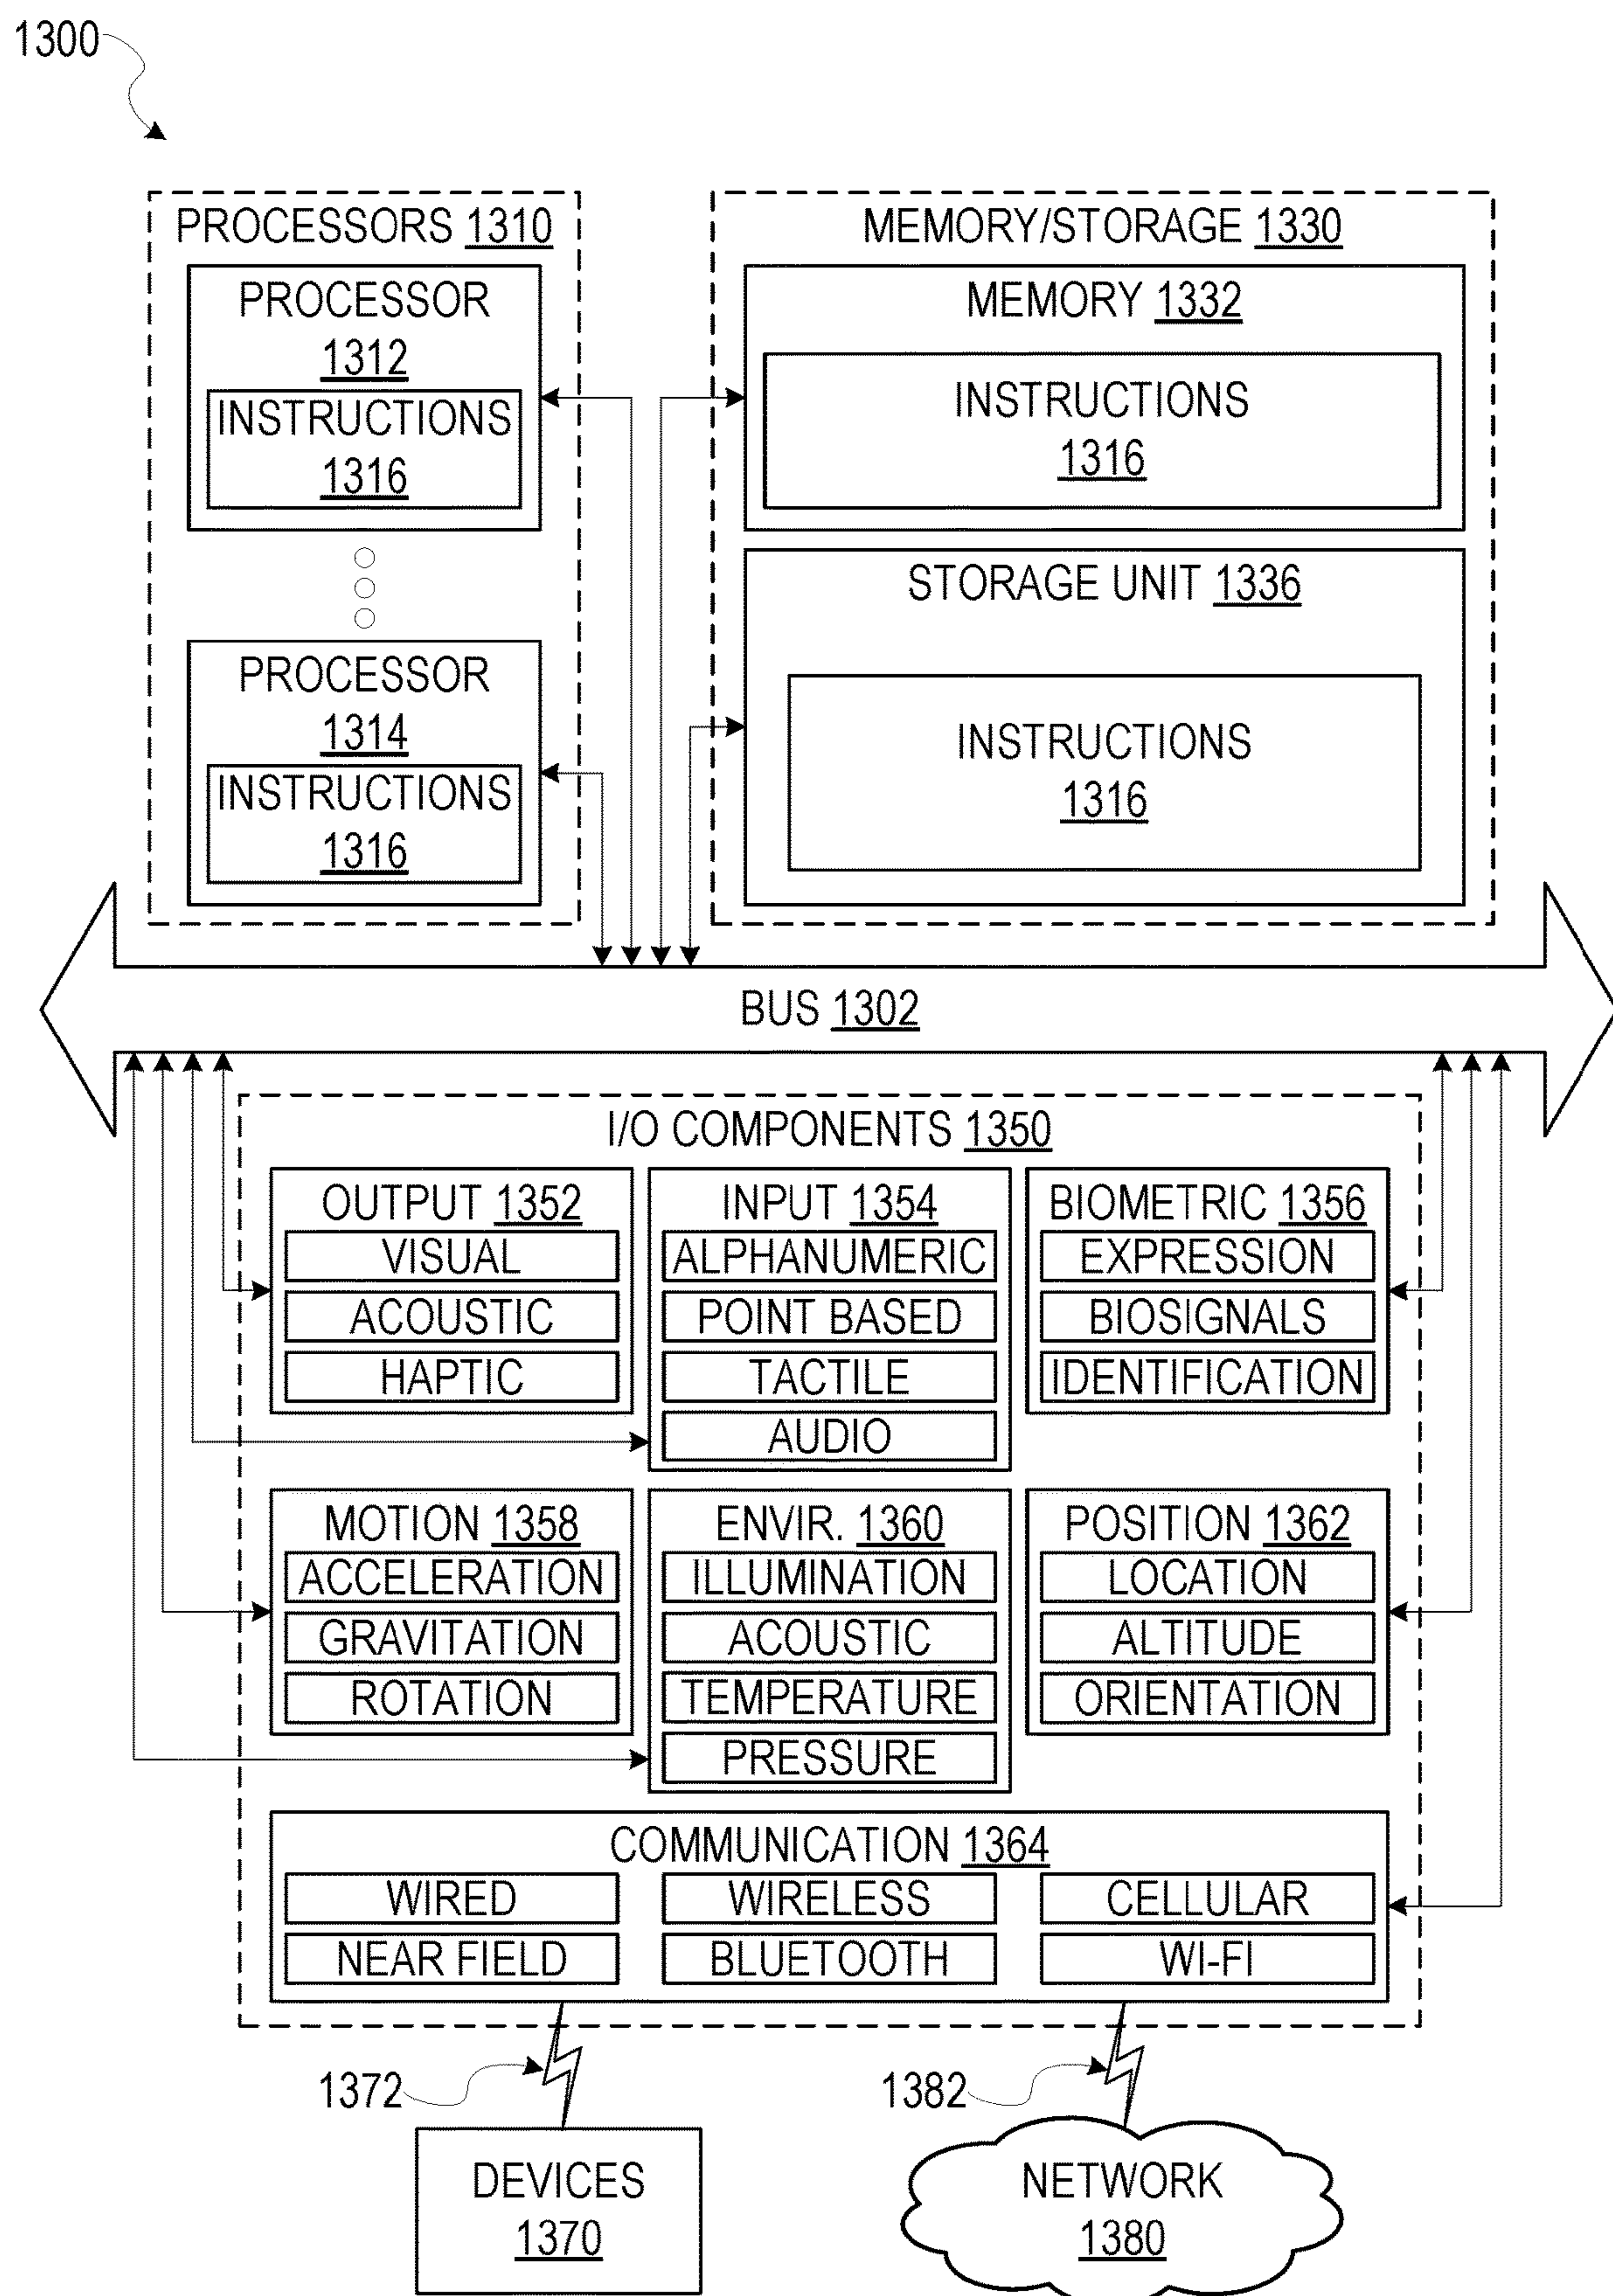 1300
PROCESSORS 1310
PROCESSOR
1312
INSTRUCTIONS
1316
PROCESSOR
1314
INSTRUCTIONS
1316
MEMORY/STORAGE 1330
MEMORY 1332
INSTRUCTIONS
1316
STORAGE UNIT 1336
INSTRUCTIONS
1316
BUS 1302
I/O COMPONENTS 1350
OUTPUT 1352
VISUAL
ACOUSTIC
HAPTIC
INPUT 1354
ALPHANUMERIC
POINT BASED
TACTILE
AUDIO
BIOMETRIC 1356
EXPRESSION
BIOSIGNALS
IDENTIFICATION
MOTION 1358
ACCELERATION
GRAVITATION
ROTATION
ENVIR. 1360
ILLUMINATION
ACOUSTIC
TEMPERATURE
PRESSURE
POSITION 1362
LOCATION
ALTITUDE
ORIENTATION
COMMUNICATION 1364
WIRED
WIRELESS
CELLULAR
NEAR FIELD
BLUETOOTH
WI-FI
1372
1382
DEVICES
1370
NETWORK
1380